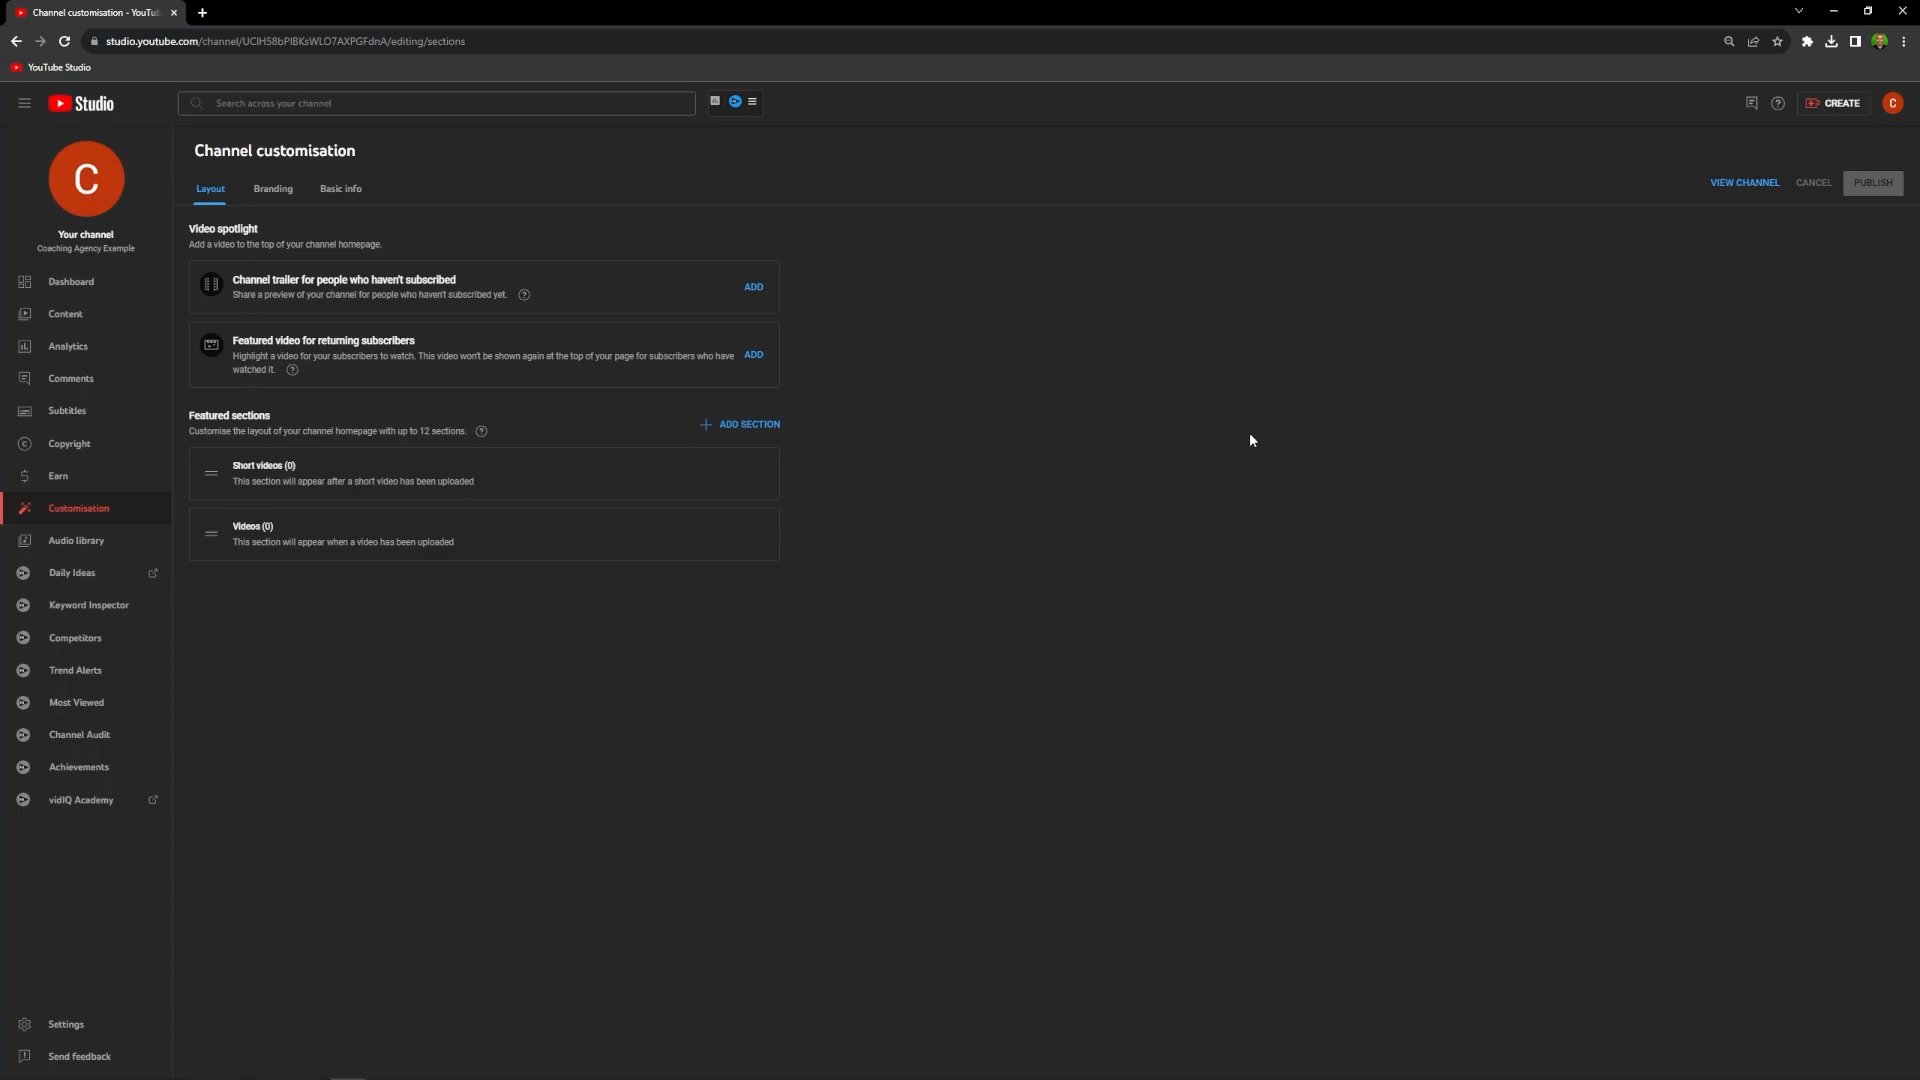 Channel customisation - YouTu
studio.youtube.com/channel/UCIH58bPIBKsWLO7AXPGFdnA/editing/sections
YouTube Studio
Studio
Search across your channel
CREATE
C
C
Your channel
Coaching Agency Example
Dashboard
Content
Analytics
Comments
Subtitles
Copyright
Earn
Customisation
Audio library
Daily Ideas
Keyword Inspector
Competitors
Trend Alerts
Most Viewed
Channel Audit
Achievements
vidIQ Academy
Settings
Send feedback
Channel customisation
Layout
Branding
Basic info
VIEW CHANNEL
CANCEL
PUBLISH
Video spotlight
Add a video to the top of your channel homepage.
Channel trailer for people who haven't subscribed
Share a preview of your channel for people who haven't subscribed yet.
ADD
Featured video for returning subscribers
Highlight a video for your subscribers to watch. This video won't be shown again at the top of your page for subscribers who have
watched it.
ADD
Featured sections
Customise the layout of your channel homepage with up to 12 sections.
ADD SECTION
Short videos (0)
This section will appear after a short video has been uploaded
Videos (0)
This section will appear when a video has been uploaded